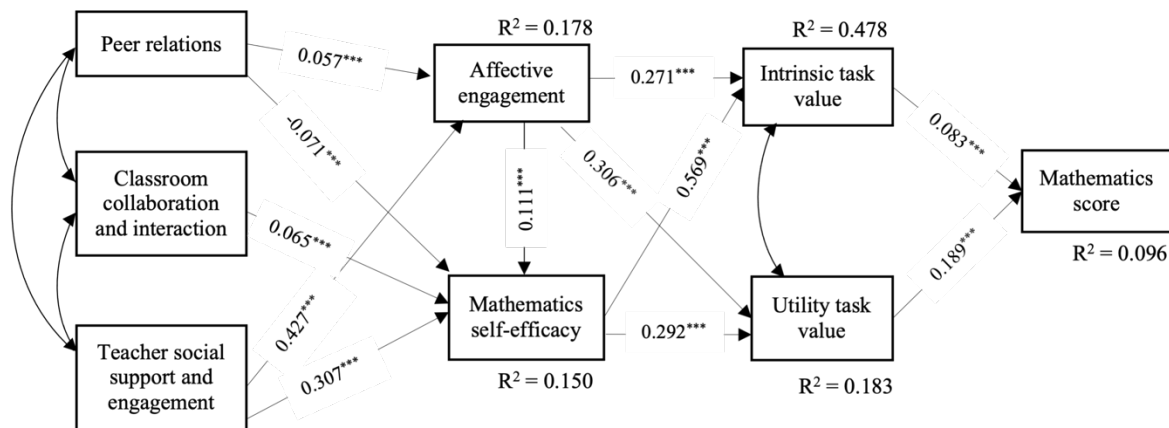 Peer relations
Classroom
collaboration
and interaction
Teacher social
support and
engagement
0.057***
-0.071***
0.065***
0.427***
0.307***
R² = 0.178
Affective
engagement
0.111***
Mathematics
self-efficacy
R² = 0.150
0.271***
0.306***
0.569***
0.292***
R² = 0.478
Intrinsic task
value
Utility task
value
R² = 0.183
0.083***
0.189***
Mathematics
score
R² = 0.096